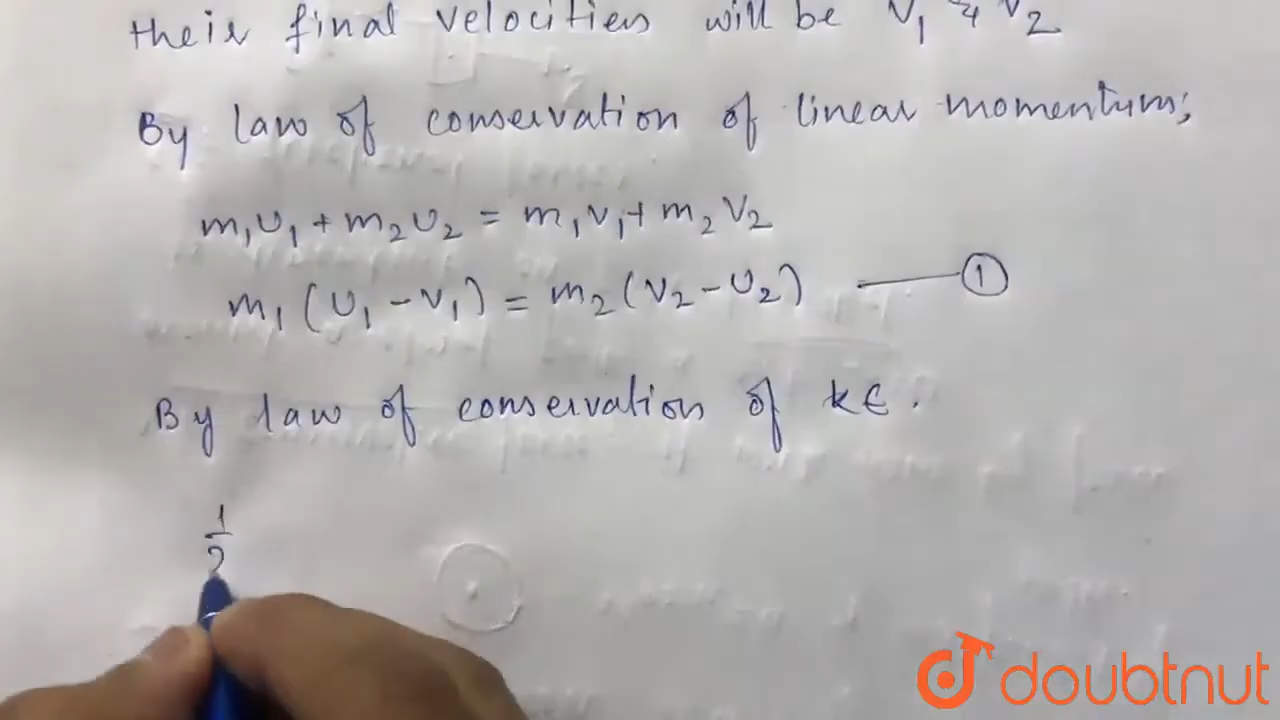 their final velocities will be V₁ & V₂
By law of conservation of linear momentum;
m₁U₁ + m₂U₂ = m₁V₁ + m₂V₂
m₁(U₁ - V₁) = m₂(V₂ - U₂) —— ①
By law of conservation of KE.
1/2
doubtnut